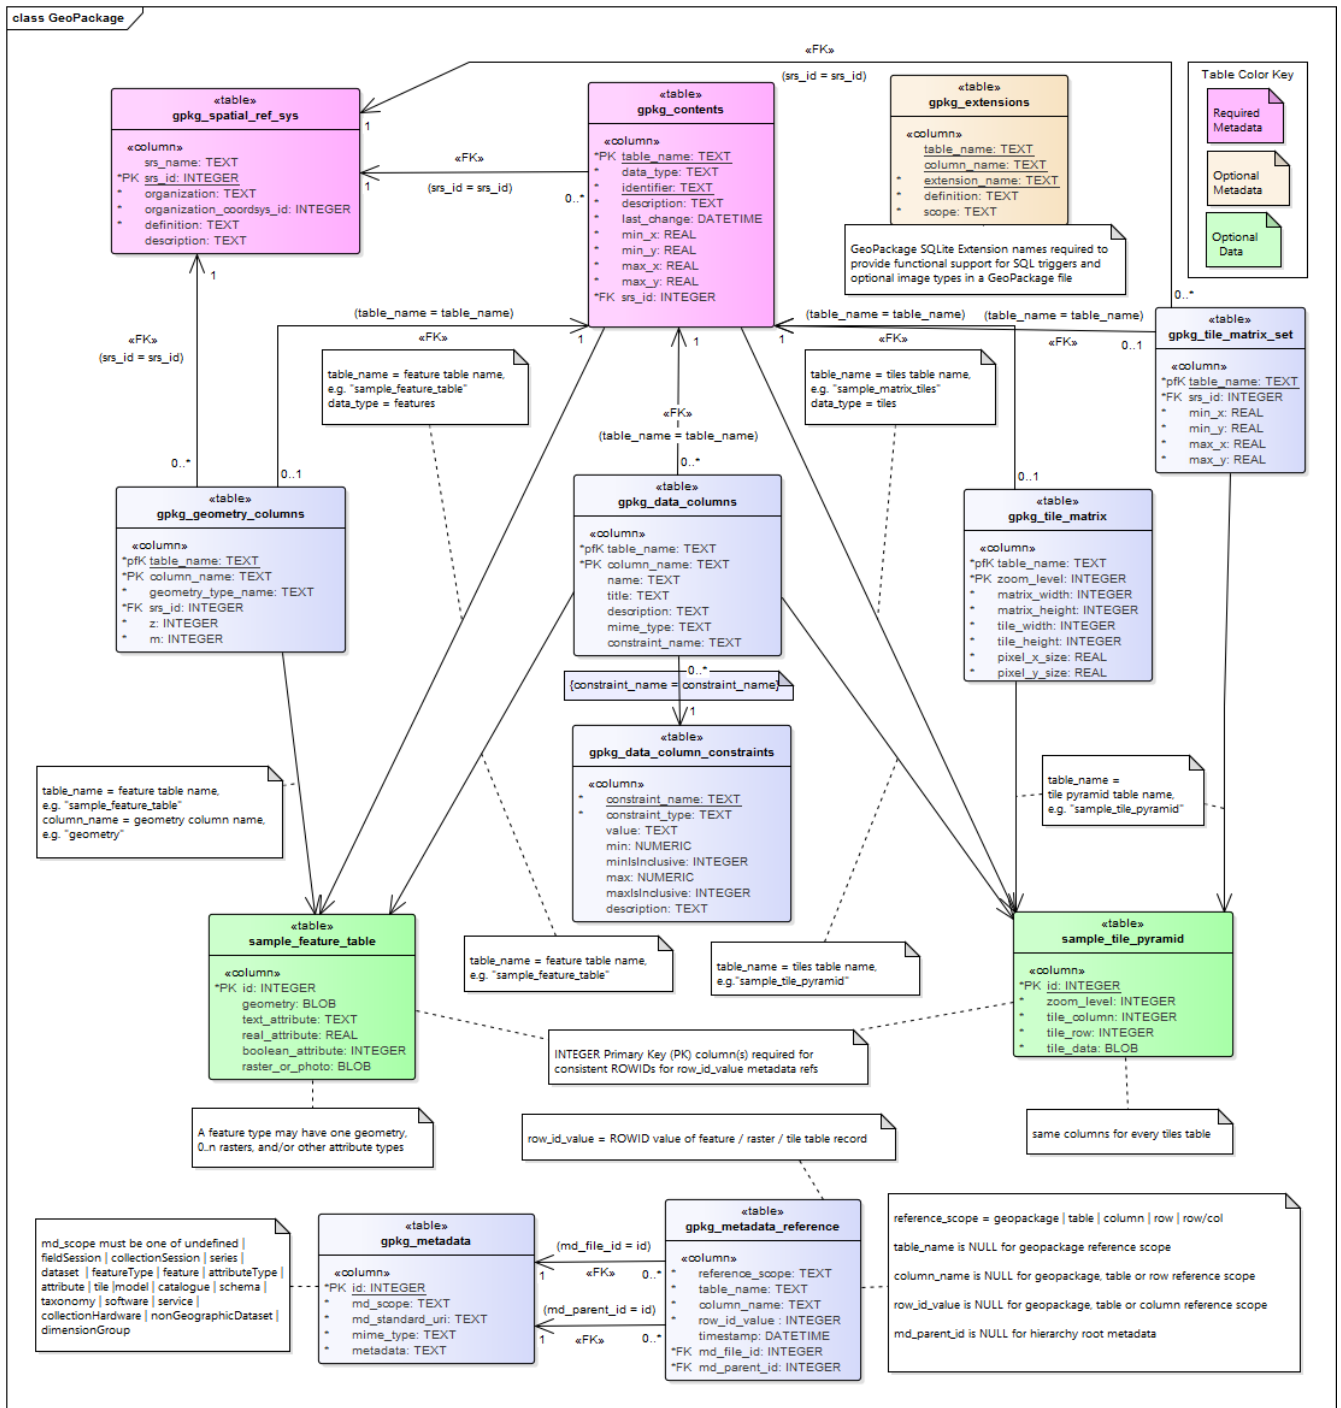 class GeoPackage
«FK»
(srs_id = srs_id)
Table Color Key
Required
Metadata
Optional
Metadata
Optional
Data
«table»
gpkg_spatial_ref_sys
«column»
srs_name: TEXT
*PK srs_id: INTEGER
* organization: TEXT
* organization_coordsys_id: INTEGER
* definition: TEXT
description: TEXT
1
1
1
«FK»
(srs_id = srs_id)
0..*
«table»
gpkg_contents
«column»
*PK table_name: TEXT
* data_type: TEXT
* identifier: TEXT
* description: TEXT
* last_change: DATETIME
* min_x: REAL
* min_y: REAL
* max_x: REAL
* max_y: REAL
*FK srs_id: INTEGER
«table»
gpkg_extensions
«column»
table_name: TEXT
column_name: TEXT
* extension_name: TEXT
* definition: TEXT
* scope: TEXT
GeoPackage SQLite Extension names required to
provide functional support for SQL triggers and
optional image types in a GeoPackage file
0..*
«FK»
(srs_id = srs_id)
0..*
(table_name = table_name)
«FK»
1
0..1
1
«FK»
(table_name = table_name)
0..*
(table_name = table_name)
«FK»
1
0..1
(table_name = table_name)
«FK»
0..1
«table»
gpkg_tile_matrix_set
«column»
*pfK table_name: TEXT
*FK srs_id: INTEGER
* min_x: REAL
* min_y: REAL
* max_x: REAL
* max_y: REAL
table_name = feature table name,
e.g. "sample_feature_table"
data_type = features
table_name = tiles table name,
e.g. "sample_matrix_tiles"
data_type = tiles
«table»
gpkg_geometry_columns
«column»
*pfK table_name: TEXT
*PK column_name: TEXT
* geometry_type_name: TEXT
*FK srs_id: INTEGER
* z: INTEGER
* m: INTEGER
«table»
gpkg_data_columns
«column»
*pfK table_name: TEXT
*PK column_name: TEXT
name: TEXT
title: TEXT
description: TEXT
mime_type: TEXT
constraint_name: TEXT
«table»
gpkg_tile_matrix
«column»
*pfK table_name: TEXT
*PK zoom_level: INTEGER
* matrix_width: INTEGER
* matrix_height: INTEGER
* tile_width: INTEGER
* tile_height: INTEGER
* pixel_x_size: REAL
* pixel_y_size: REAL
0..*
{constraint_name = constraint_name}
1
«table»
gpkg_data_column_constraints
«column»
* constraint_name: TEXT
* constraint_type: TEXT
value: TEXT
min: NUMERIC
minIsInclusive: INTEGER
max: NUMERIC
maxIsInclusive: INTEGER
description: TEXT
table_name = feature table name,
e.g. "sample_feature_table"
column_name = geometry column name,
e.g. "geometry"
table_name =
tile pyramid table name,
e.g. "sample_tile_pyramid"
«table»
sample_feature_table
«column»
*PK id: INTEGER
geometry: BLOB
text_attribute: TEXT
real_attribute: REAL
boolean_attribute: INTEGER
raster_or_photo: BLOB
table_name = feature table name,
e.g. "sample_feature_table"
table_name = tiles table name,
e.g."sample_tile_pyramid"
«table»
sample_tile_pyramid
«column»
*PK id: INTEGER
* zoom_level: INTEGER
* tile_column: INTEGER
* tile_row: INTEGER
* tile_data: BLOB
INTEGER Primary Key (PK) column(s) required for
consistent ROWIDs for row_id_value metadata refs
A feature type may have one geometry,
0..n rasters, and/or other attribute types
row_id_value = ROWID value of feature / raster / tile table record
same columns for every tiles table
md_scope must be one of undefined |
fieldSession | collectionSession | series |
dataset | featureType | feature | attributeType |
attribute | tile |model | catalogue | schema |
taxonomy | software | service |
collectionHardware | nonGeographicDataset |
dimensionGroup
«table»
gpkg_metadata
«column»
*PK id: INTEGER
* md_scope: TEXT
* md_standard_uri: TEXT
* mime_type: TEXT
* metadata: TEXT
(md_file_id = id)
1
«FK»
0..*
(md_parent_id = id)
1
«FK»
0..*
«table»
gpkg_metadata_reference
«column»
* reference_scope: TEXT
* table_name: TEXT
* column_name: TEXT
* row_id_value : INTEGER
timestamp: DATETIME
*FK md_file_id: INTEGER
*FK md_parent_id: INTEGER
reference_scope = geopackage | table | column | row | row/col
table_name is NULL for geopackage reference scope
column_name is NULL for geopackage, table or row reference scope
row_id_value is NULL for geopackage, table or column reference scope
md_parent_id is NULL for hierarchy root metadata